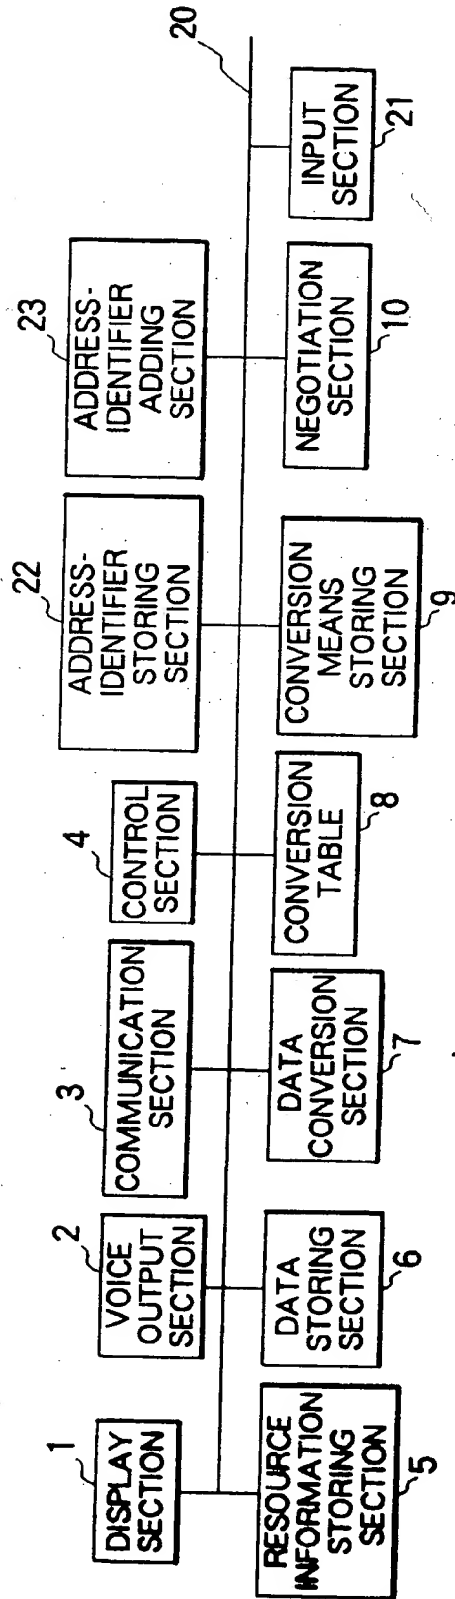 1
DISPLAY
SECTION
2
VOICE
OUTPUT
SECTION
3
COMMUNICATION
SECTION
4
CONTROL
SECTION
22
ADDRESS-
IDENTIFIER
STORING
SECTION
23
ADDRESS-
IDENTIFIER
ADDING
SECTION
20
RESOURCE
INFORMATION
STORING
SECTION
5
DATA
STORING
SECTION
6
DATA
CONVERSION
SECTION
7
CONVERSION
TABLE
8
CONVERSION
MEANS
STORING
SECTION
9
NEGOTIATION
SECTION
10
INPUT
SECTION
21